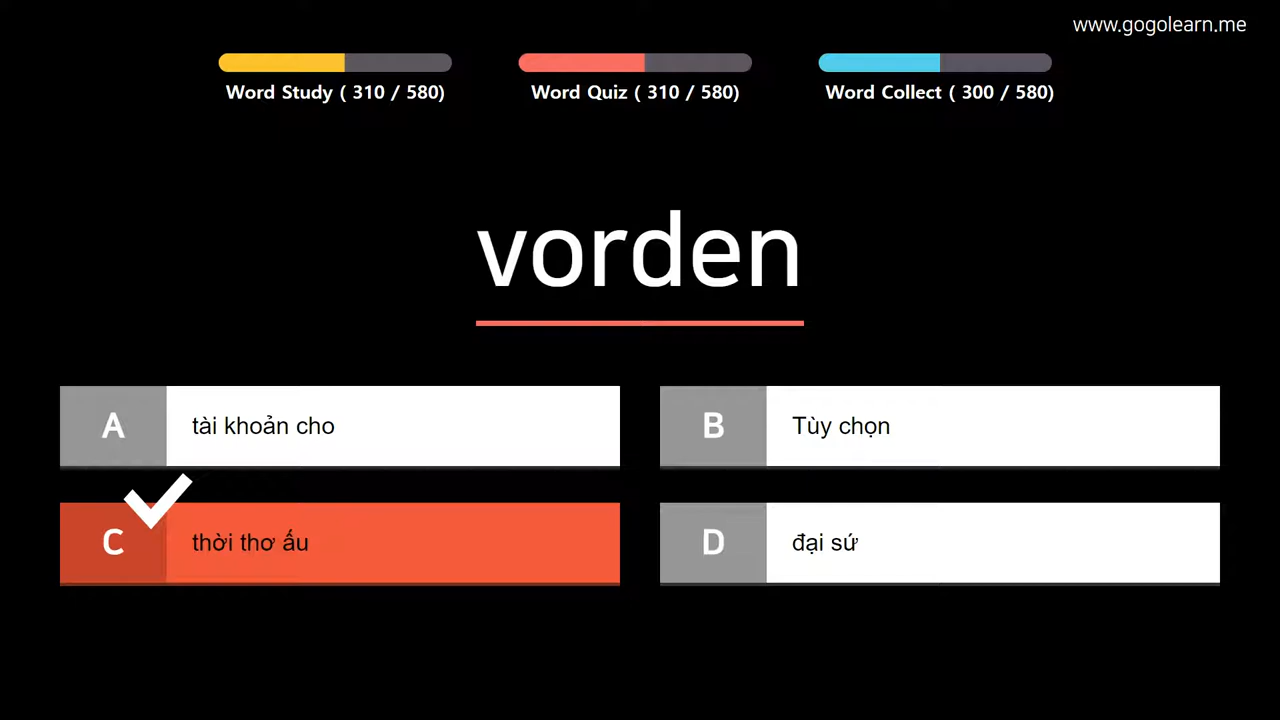 www.gogolearn.me
Word Study ( 310 / 580)
Word Quiz ( 310 / 580)
Word Collect ( 300 / 580)
vorden
A tài khoản cho
B Tùy chọn
C thời thơ ấu
D đại sứ